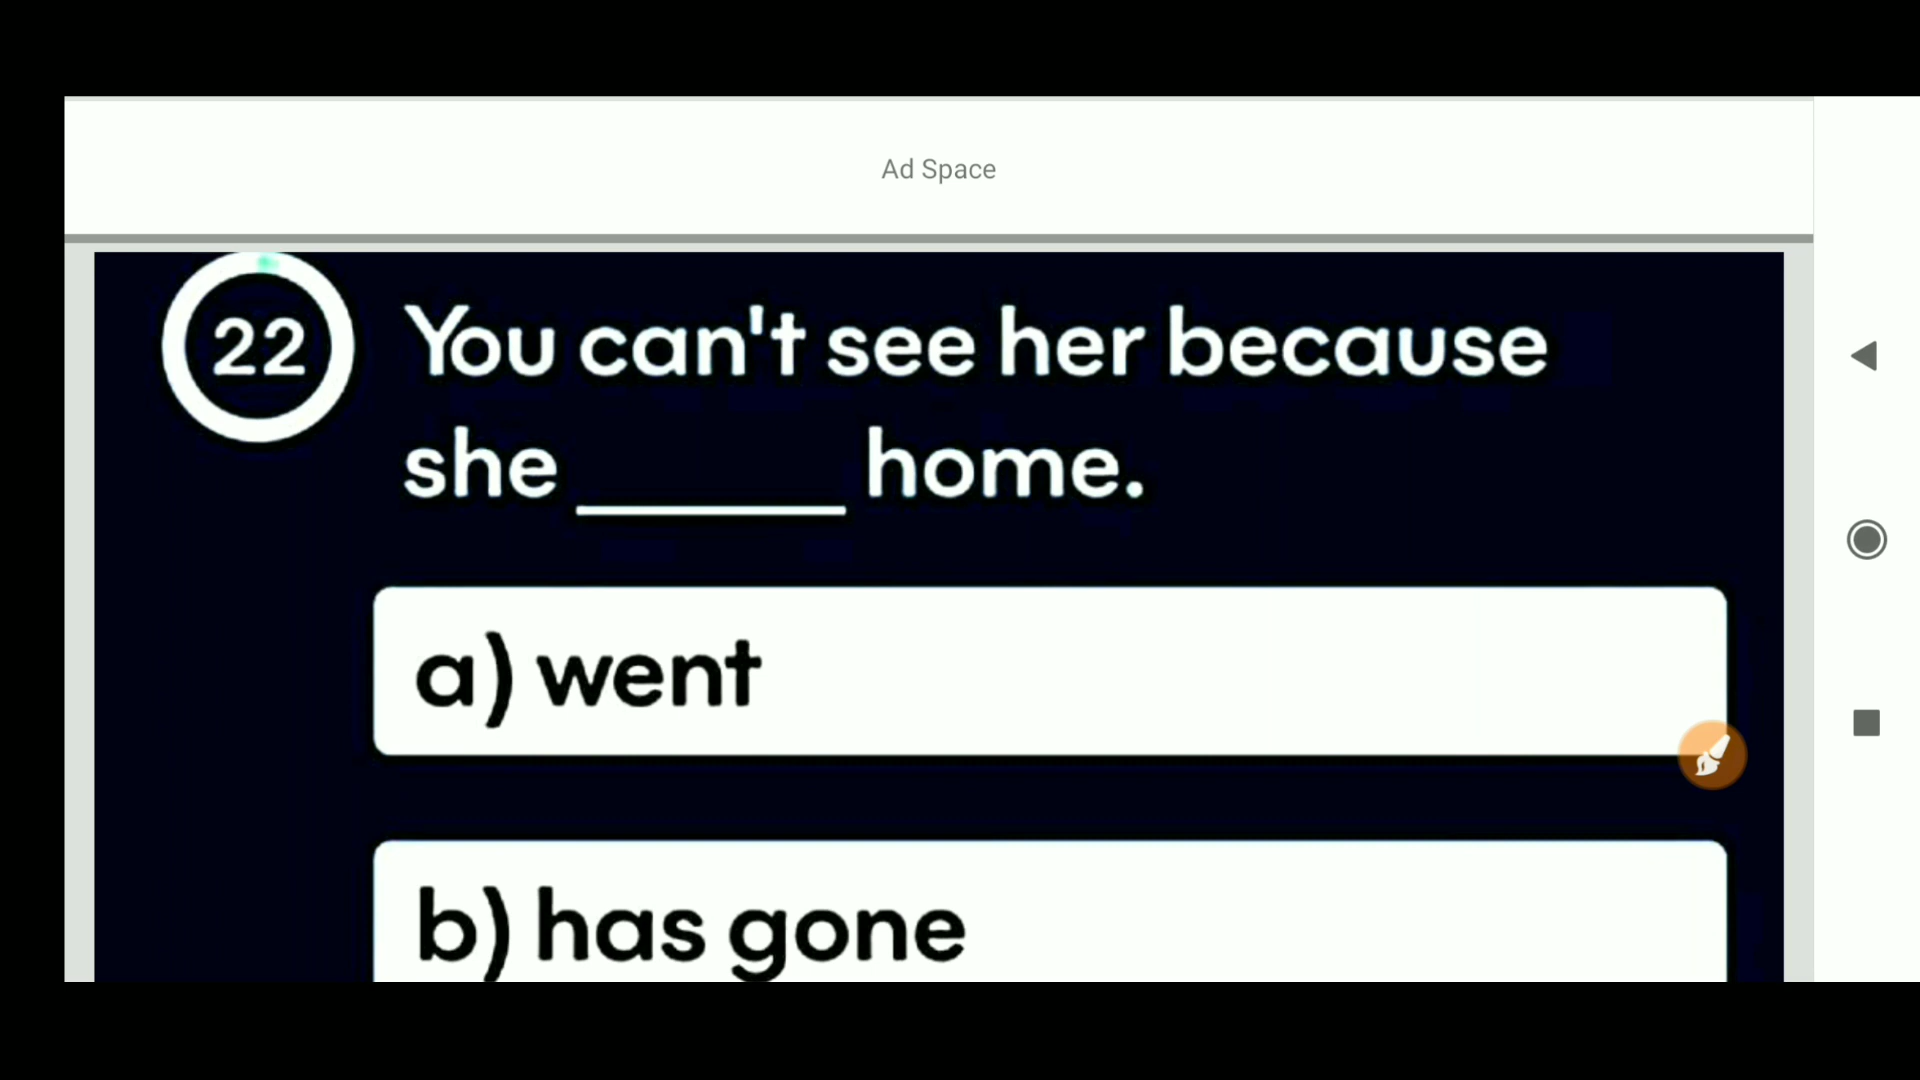 Ad Space
22 You can't see her because
she ______ home.
a) went
b) has gone